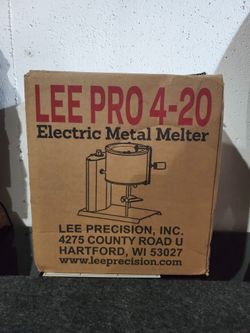 LEE PRO 4-20
Electric Metal Melter
LEE PRECISION, INC.
4275 COUNTY ROAD U
HARTFORD, WI 53027
www.leeprecision.com